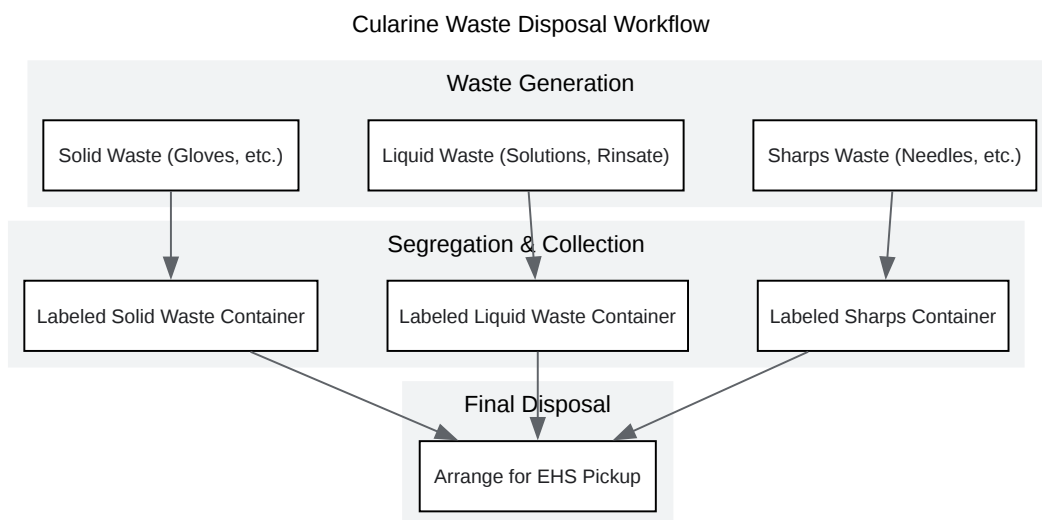 Cularine Waste Disposal Workflow
Waste Generation
Solid Waste (Gloves, etc.)
Liquid Waste (Solutions, Rinsate)
Sharps Waste (Needles, etc.)
Segregation & Collection
Labeled Solid Waste Container
Labeled Liquid Waste Container
Labeled Sharps Container
Final Disposal
Arrange for EHS Pickup